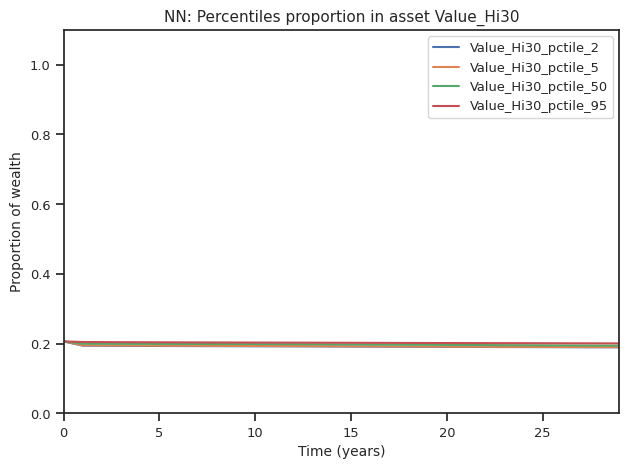 NN: Percentiles proportion in asset Value_Hi30
Value_Hi30_pctile_2
Value_Hi30_pctile_5
Value_Hi30_pctile_50
Value_Hi30_pctile_95
Proportion of wealth
1.0
0.8
0.6
0.4
0.2
0.0
0 5 10 15 20 25
Time (years)